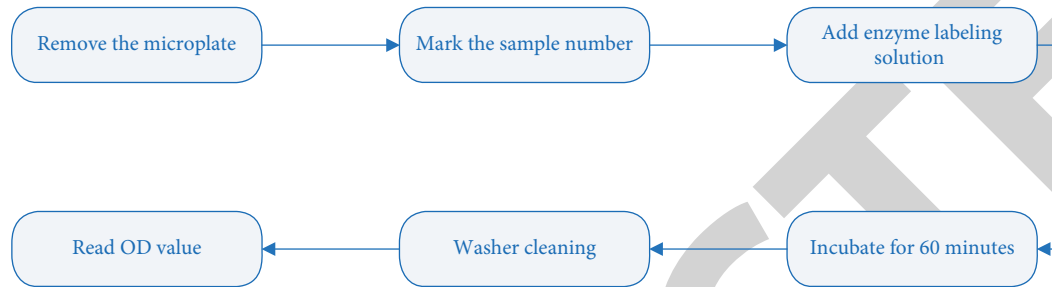 Remove the microplate
Mark the sample number
Add enzyme labeling
solution
Read OD value
Washer cleaning
Incubate for 60 minutes